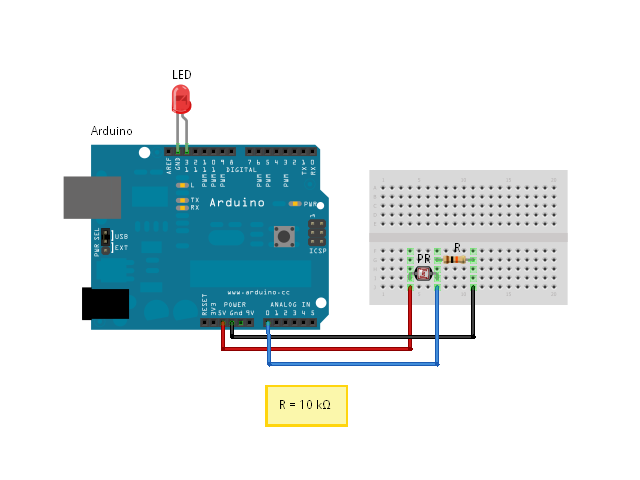 LED
Arduino
AREF
GND
13
12
11
10
9
8
7
6
5
4
3
2
1
0
PWM
PWM
PWM
PWM
PWM
PWM
TX
RX
DIGITAL
L
TX
RX
Arduino
PWR
1
ICSP
PWR SEL
USB
EXT
www.arduino.cc
POWER
ANALOG IN
RESET
3V3
5V Gnd 9V
0 1 2 3 4 5
PR
R
R = 10 kΩ